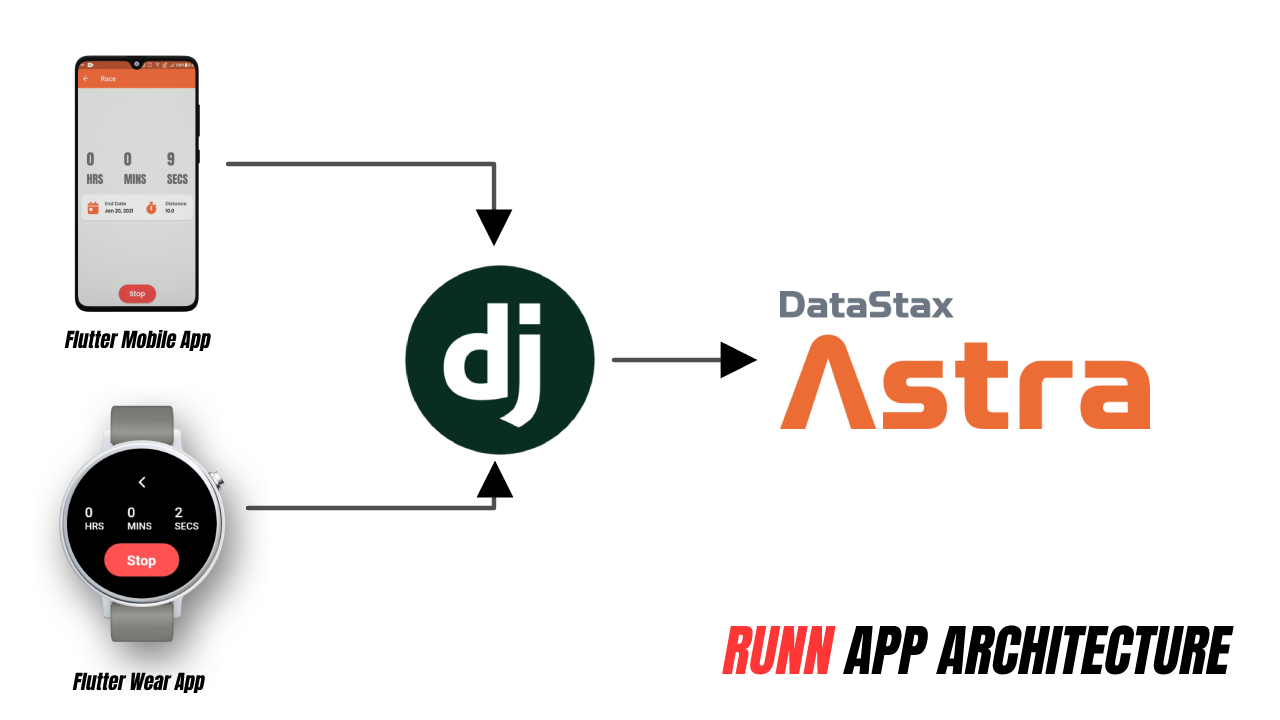 Race
0 0 9
HRS MINS SECS
End Date
Jan 20, 2021
Distance
10.0
Stop
Flutter Mobile App
dj
DataStax
Astra
0 0 2
HRS MINS SECS
Stop
Flutter Wear App
RUNN APP ARCHITECTURE